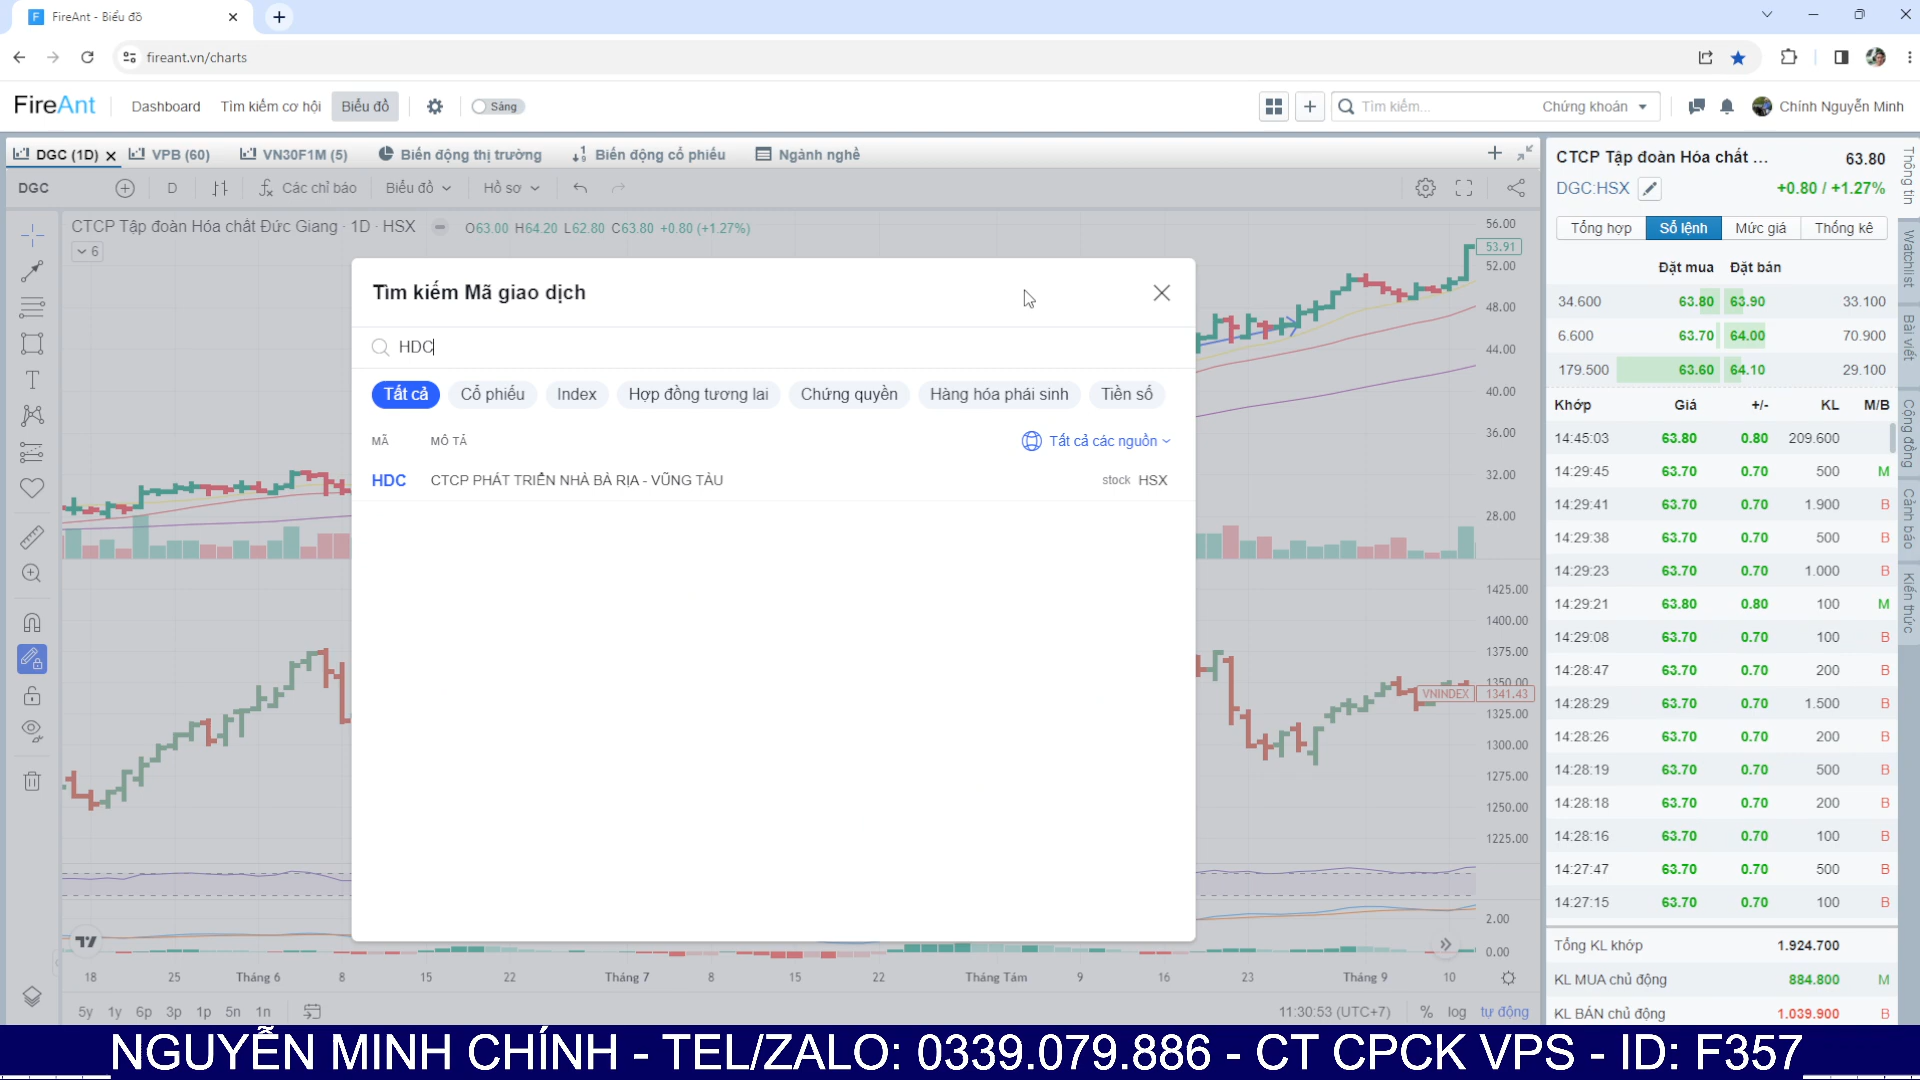 FireAnt - Biểu đồ
fireant.vn/charts
FireAnt
Dashboard
Tìm kiếm cơ hội
Biểu đồ
Sáng
Tìm kiếm...
Chứng khoán
Chính Nguyễn Minh
DGC (1D)
VPB (60)
VN30F1M (5)
Biến động thị trường
Biến động cổ phiếu
Ngành nghề
DGC
D
Các chỉ báo
Biểu đồ
Hồ sơ
CTCP Tập đoàn Hóa chất Đức Giang · 1D · HSX
O63.00 H64.20 L62.80 C63.80 +0.80 (+1.27%)
6
Tìm kiếm Mã giao dịch
HDC
Tất cả
Cổ phiếu
Index
Hợp đồng tương lai
Chứng quyền
Hàng hóa phái sinh
Tiền số
MÃ
MÔ TẢ
Tất cả các nguồn
HDC
CTCP PHÁT TRIỂN NHÀ BÀ RỊA - VŨNG TÀU
stock HSX
56.00
53.91
52.00
48.00
44.00
40.00
36.00
32.00
28.00
1425.00
1400.00
1375.00
1350.00
VNINDEX 1341.43
1325.00
1300.00
1275.00
1250.00
1225.00
2.00
0.00
18
25
Tháng 6
8
15
22
Tháng 7
8
15
22
Tháng Tám
9
16
23
Tháng 9
10
5y 1y 6p 3p 1p 5n 1n
11:30:53 (UTC+7)
% log tự động
CTCP Tập đoàn Hóa chất ...
63.80
DGC:HSX
+0.80 / +1.27%
Tổng hợp
Sổ lệnh
Mức giá
Thống kê
Đặt mua Đặt bán
34.600 63.80 63.90 33.100
6.600 63.70 64.00 70.900
179.500 63.60 64.10 29.100
Khớp Giá +/- KL M/B
14:45:03 63.80 0.80 209.600
14:29:45 63.70 0.70 500 M
14:29:41 63.70 0.70 1.900 B
14:29:38 63.70 0.70 500 B
14:29:23 63.70 0.70 1.000 B
14:29:21 63.80 0.80 100 M
14:29:08 63.70 0.70 100 B
14:28:47 63.70 0.70 200 B
14:28:29 63.70 0.70 1.500 B
14:28:26 63.70 0.70 200 B
14:28:19 63.70 0.70 500 B
14:28:18 63.70 0.70 200 B
14:28:16 63.70 0.70 100 B
14:27:47 63.70 0.70 500 B
14:27:15 63.70 0.70 100 B
Tổng KL khớp 1.924.700
KL MUA chủ động 884.800 M
KL BÁN chủ động 1.039.900 B
Thông tin
Watchlist
Bài viết
Cộng đồng
Cảnh báo
Kiến thức
NGUYỄN MINH CHÍNH - TEL/ZALO: 0339.079.886 - CT CPCK VPS - ID: F357